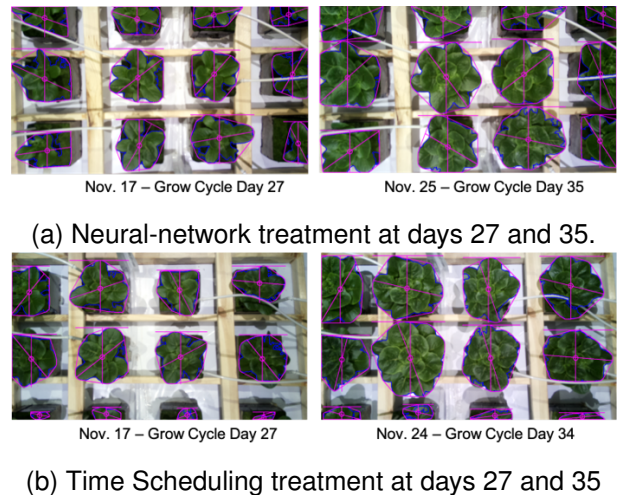 Nov. 17 – Grow Cycle Day 27
Nov. 25 – Grow Cycle Day 35
(a) Neural-network treatment at days 27 and 35.
Nov. 17 – Grow Cycle Day 27
Nov. 24 – Grow Cycle Day 34
(b) Time Scheduling treatment at days 27 and 35